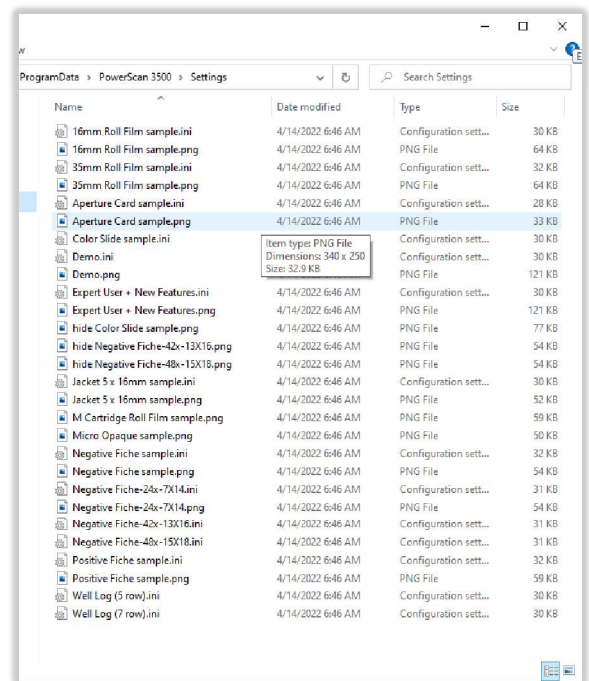 w
E
ProgramData > PowerScan 3500 > Settings Search Settings
Name Date modified Type Size
16mm Roll Film sample.ini 4/14/2022 6:46 AM Configuration sett... 30 KB
16mm Roll Film sample.png 4/14/2022 6:46 AM PNG File 64 KB
35mm Roll Film sample.ini 4/14/2022 6:46 AM Configuration sett... 32 KB
35mm Roll Film sample.png 4/14/2022 6:46 AM PNG File 64 KB
Aperture Card sample.ini 4/14/2022 6:46 AM Configuration sett... 28 KB
Aperture Card sample.png 4/14/2022 6:46 AM PNG File 33 KB
Color Slide sample.ini 4/14/2022 6:46 AM Configuration sett... 30 KB
Item type: PNG File
Dimensions: 340 x 250
Size: 32.9 KB
Demo.ini 4/14/2022 6:46 AM Configuration sett... 30 KB
Demo.png PNG File 121 KB
Expert User + New Features.ini 4/14/2022 6:46 AM Configuration sett... 30 KB
Expert User + New Features.png 4/14/2022 6:46 AM PNG File 121 KB
hide Color Slide sample.png 4/14/2022 6:46 AM PNG File 77 KB
hide Negative Fiche-42x-13X16.png 4/14/2022 6:46 AM PNG File 54 KB
hide Negative Fiche-48x-15X18.png 4/14/2022 6:46 AM PNG File 54 KB
Jacket 5 x 16mm sample.ini 4/14/2022 6:46 AM Configuration sett... 30 KB
Jacket 5 x 16mm sample.png 4/14/2022 6:46 AM PNG File 52 KB
M Cartridge Roll Film sample.png 4/14/2022 6:46 AM PNG File 59 KB
Micro Opaque sample.png 4/14/2022 6:46 AM PNG File 50 KB
Negative Fiche sample.ini 4/14/2022 6:46 AM Configuration sett... 32 KB
Negative Fiche sample.png 4/14/2022 6:46 AM PNG File 54 KB
Negative Fiche-24x-7X14.ini 4/14/2022 6:46 AM Configuration sett... 31 KB
Negative Fiche-24x-7X14.png 4/14/2022 6:46 AM PNG File 54 KB
Negative Fiche-42x-13X16.ini 4/14/2022 6:46 AM Configuration sett... 31 KB
Negative Fiche-48x-15X18.ini 4/14/2022 6:46 AM Configuration sett... 31 KB
Positive Fiche sample.ini 4/14/2022 6:46 AM Configuration sett... 32 KB
Positive Fiche sample.png 4/14/2022 6:46 AM PNG File 59 KB
Well Log (5 row).ini 4/14/2022 6:46 AM Configuration sett... 30 KB
Well Log (7 row).ini 4/14/2022 6:46 AM Configuration sett... 30 KB